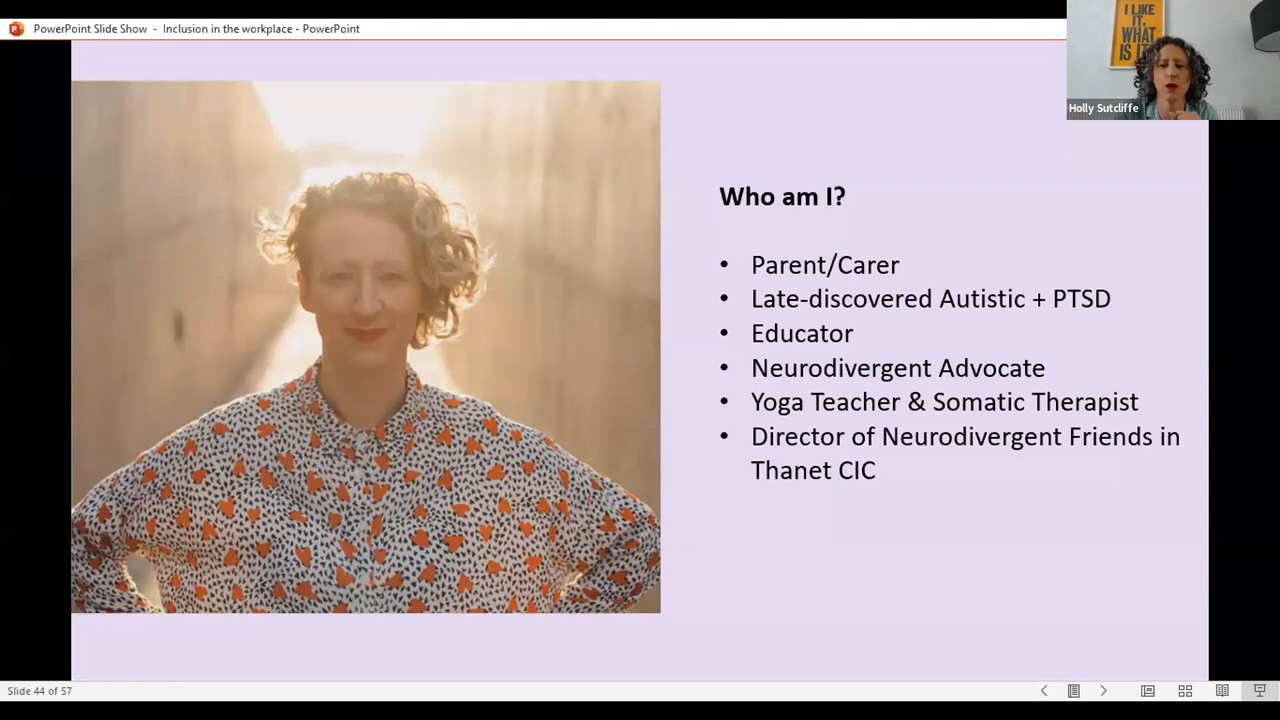 PowerPoint Slide Show - Inclusion in the workplace - PowerPoint
I LIKE
IT.
WHAT
IS IT?
Holly Sutcliffe
Who am I?
• Parent/Carer
• Late-discovered Autistic + PTSD
• Educator
• Neurodivergent Advocate
• Yoga Teacher & Somatic Therapist
• Director of Neurodivergent Friends in
Thanet CIC
Slide 44 of 57